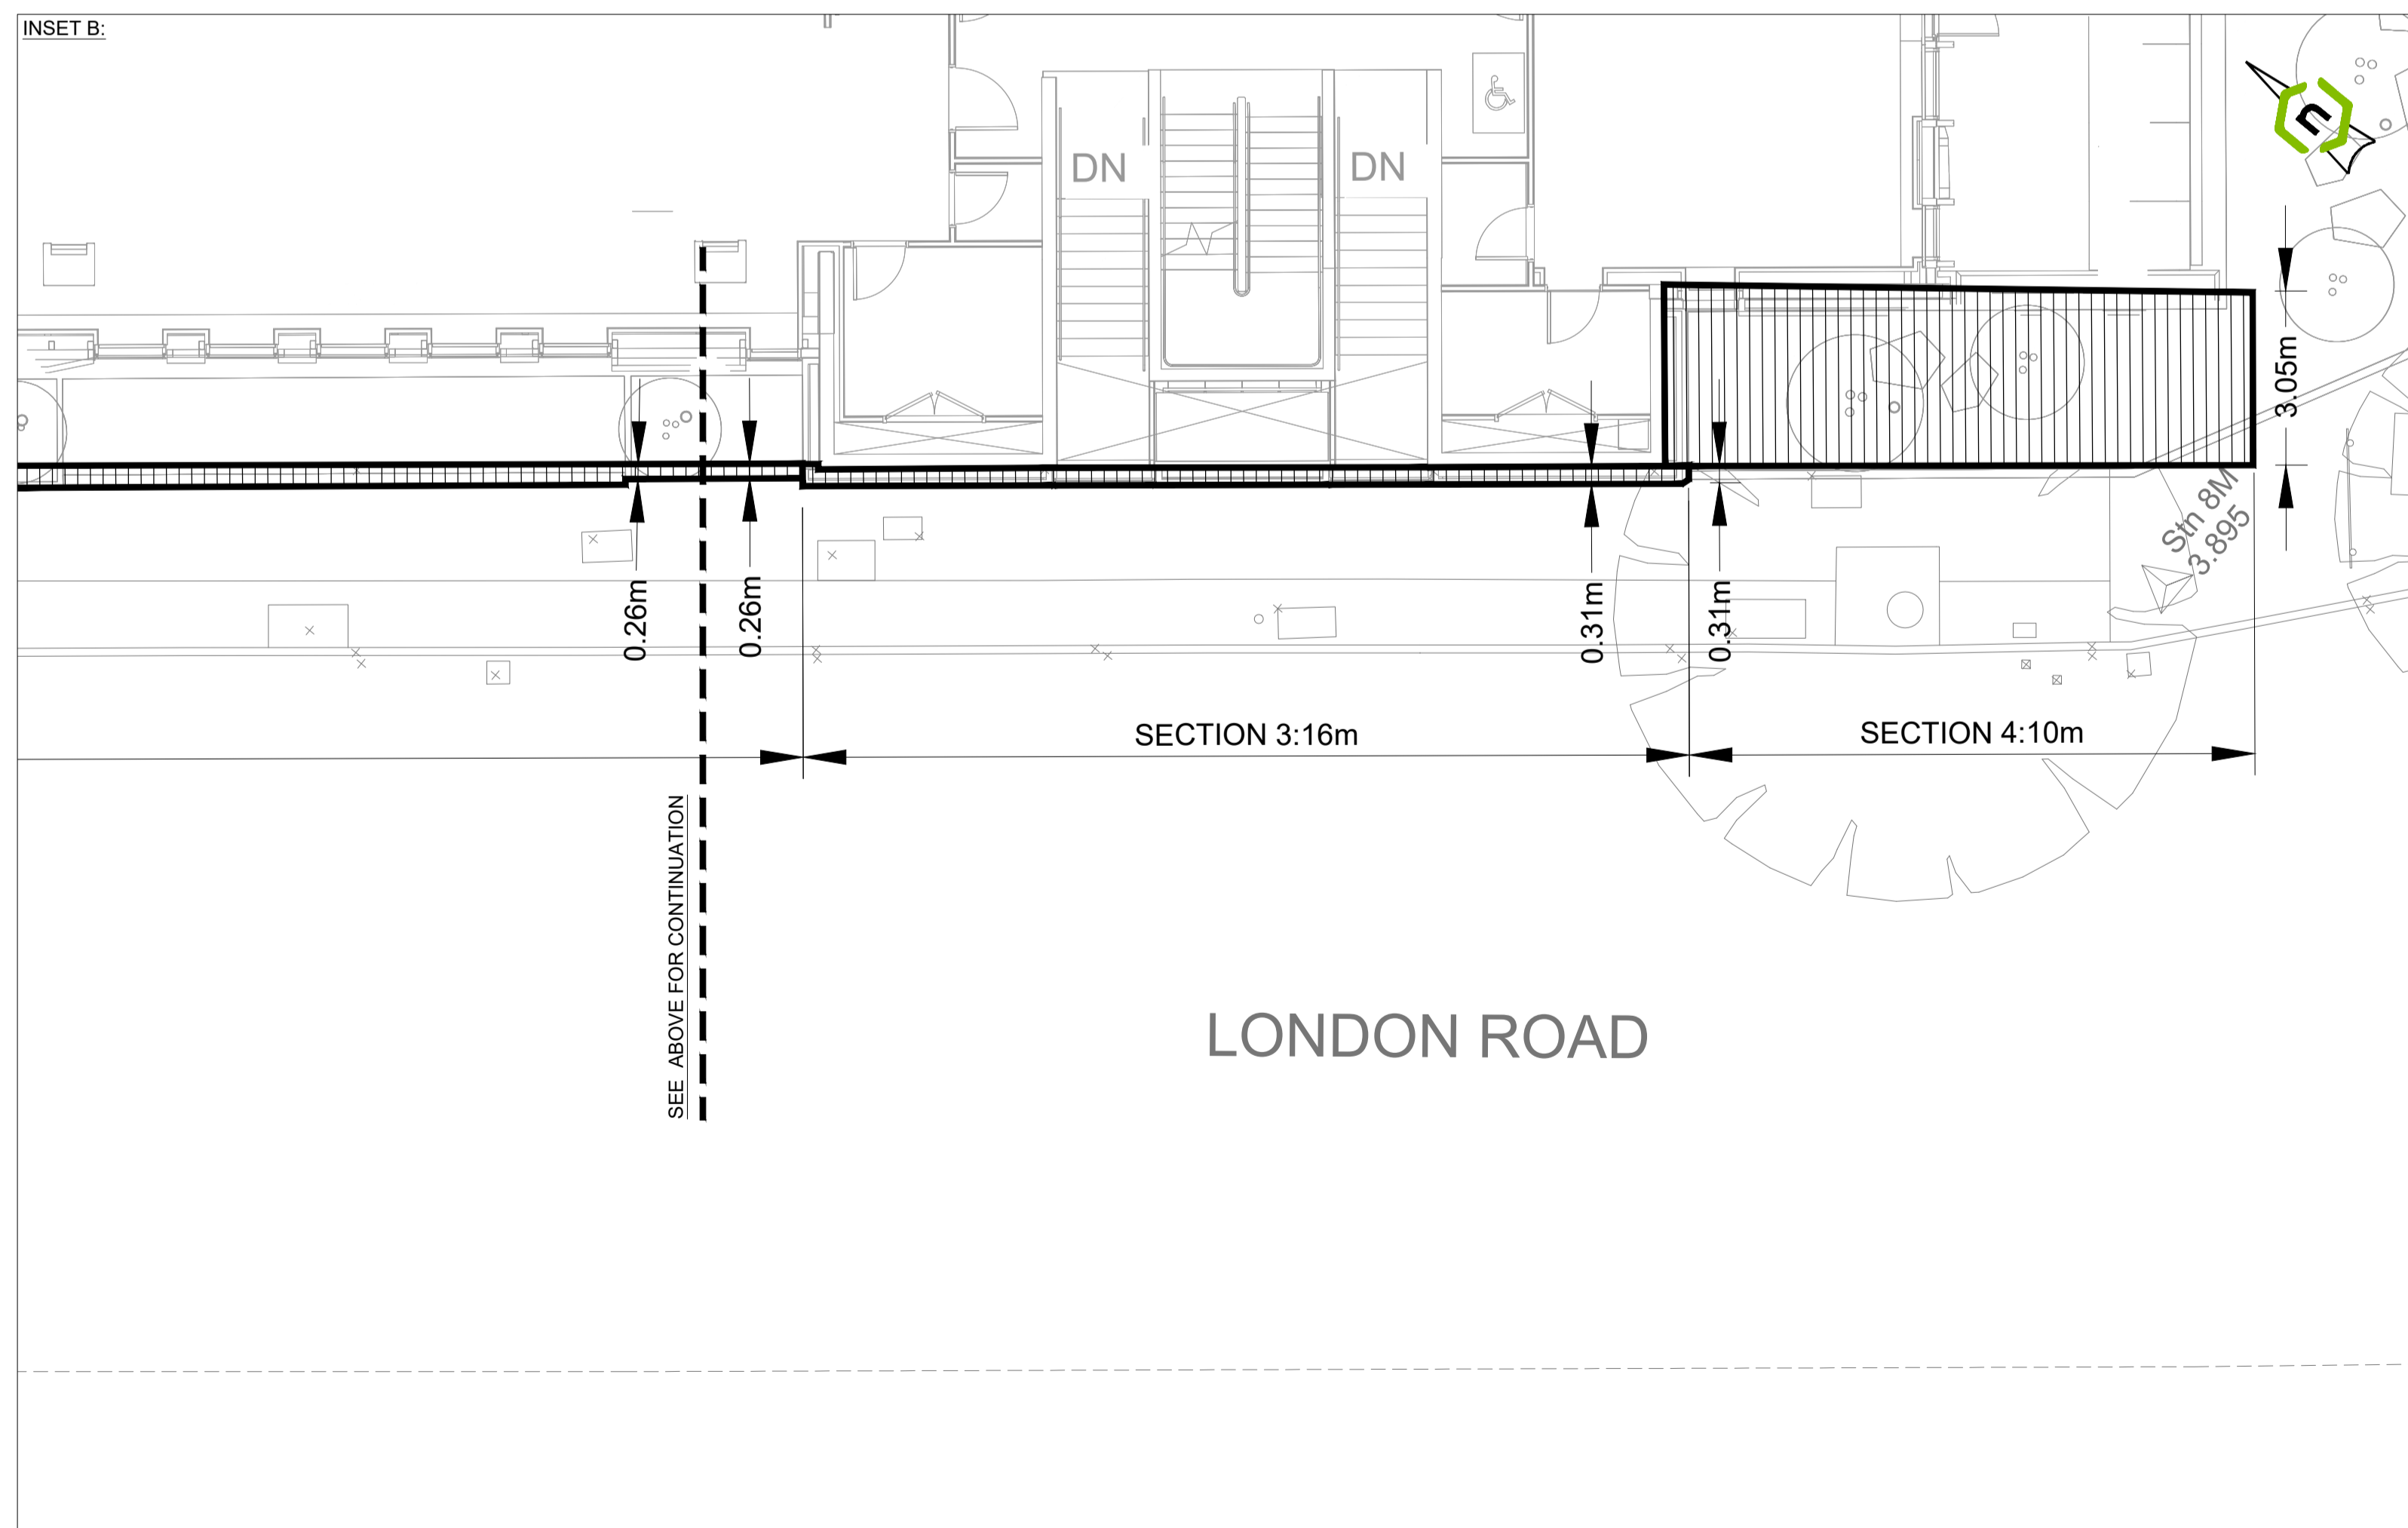 INSET B:
n
DN
DN
3.05m
Stn 8M
3.895
0.26m
0.26m
0.31m
0.31m
SECTION 3:16m
SECTION 4:10m
SEE ABOVE FOR CONTINUATION
LONDON ROAD